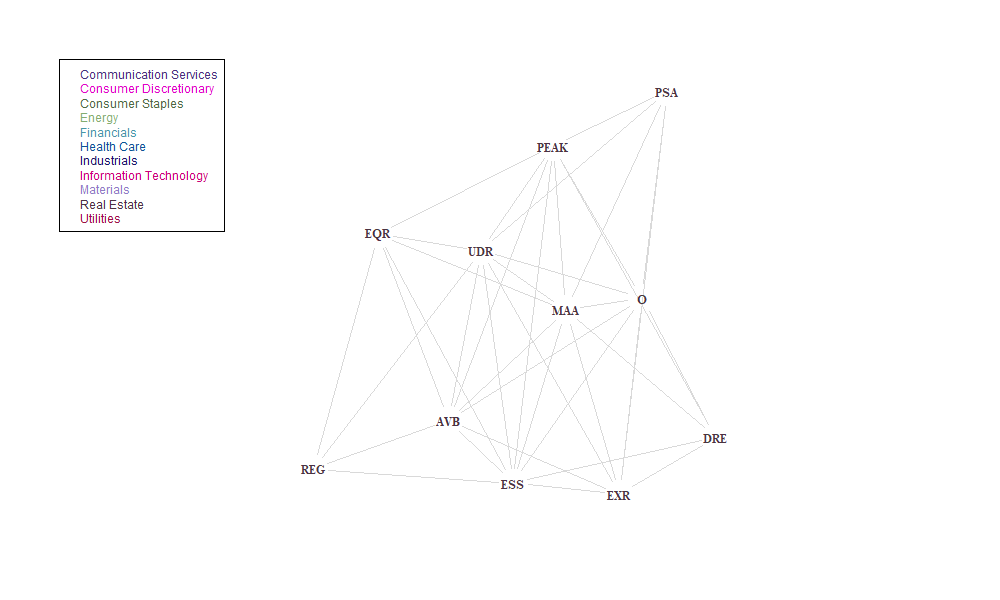 Communication Services
Consumer Discretionary
Consumer Staples
Energy
Financials
Health Care
Industrials
Information Technology
Materials
Real Estate
Utilities
PSA
PEAK
EQR
UDR
O
MAA
AVB
DRE
REG
ESS
EXR